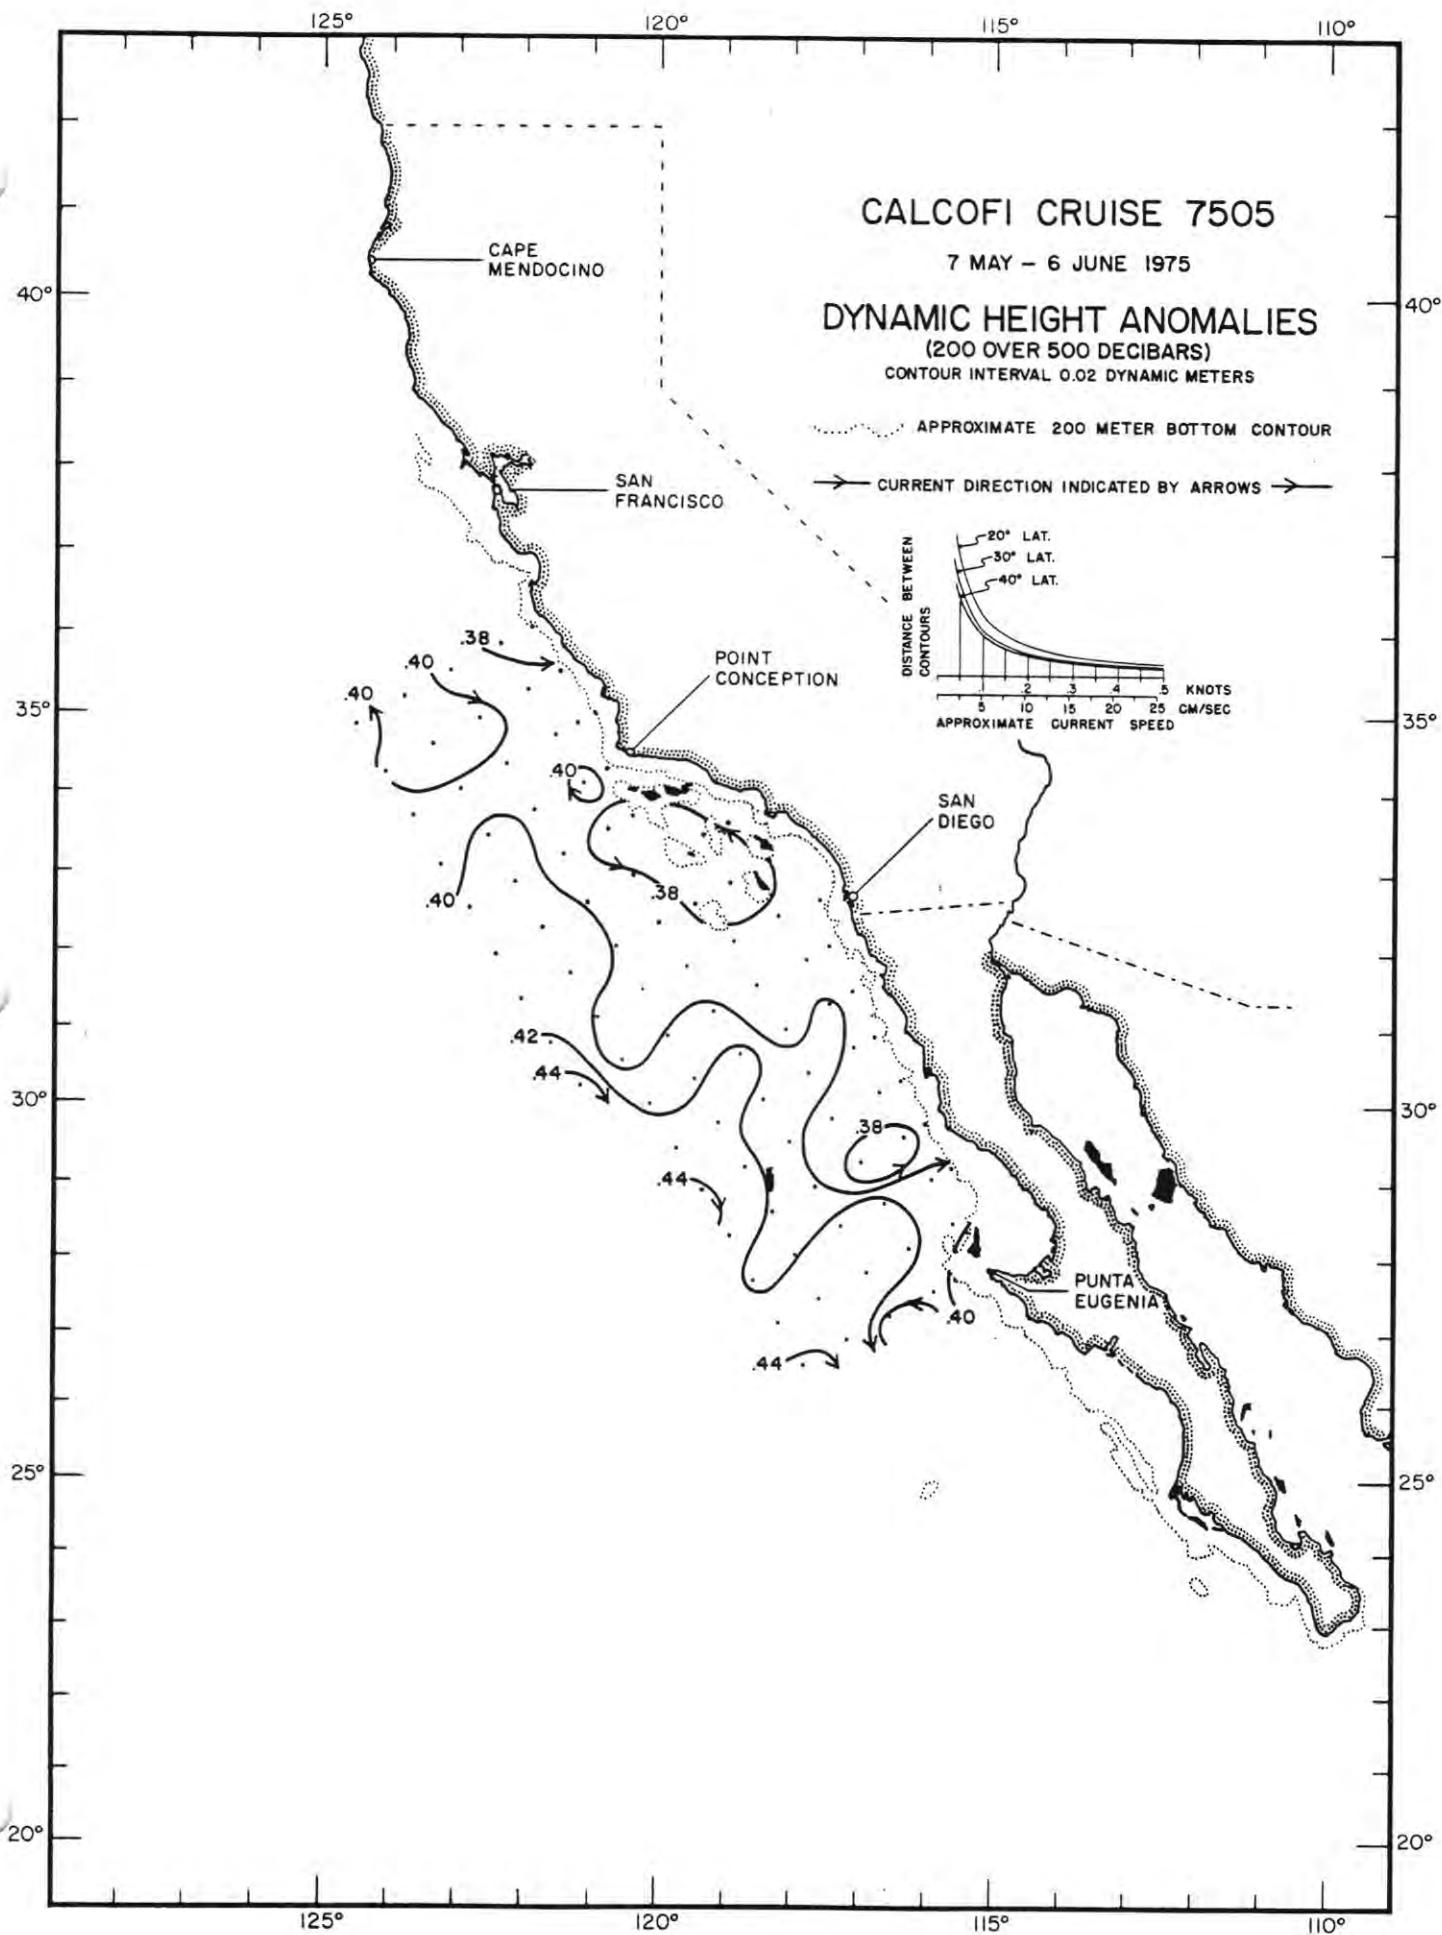 125°
120°
115°
110°
CALCOFI CRUISE 7505
7 MAY – 6 JUNE 1975
DYNAMIC HEIGHT ANOMALIES
(200 OVER 500 DECIBARS)
CONTOUR INTERVAL 0.02 DYNAMIC METERS
APPROXIMATE 200 METER BOTTOM CONTOUR
CURRENT DIRECTION INDICATED BY ARROWS
CAPE
MENDOCINO
40°
40°
SAN
FRANCISCO
DISTANCE BETWEEN
CONTOURS
20° LAT.
30° LAT.
40° LAT.
.1 .2 .3 .4 .5 KNOTS
5 10 15 20 25 CM/SEC
APPROXIMATE CURRENT SPEED
.38
.40
.40
POINT
CONCEPTION
35°
35°
.40
SAN
DIEGO
.38
.40
.42
.44
30°
30°
.38
.44
PUNTA
EUGENIA
.40
.44
25°
25°
20°
20°
125°
120°
115°
110°